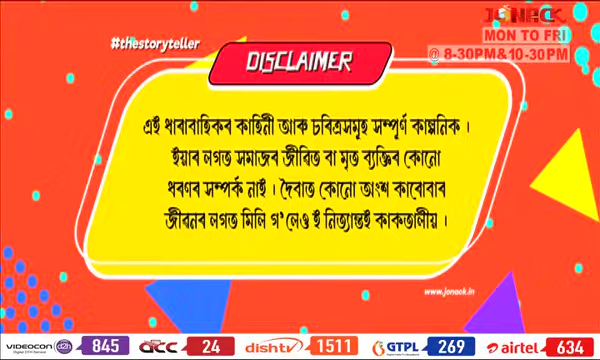 #thestoryteller
JONACK
MON TO FRI
@ 8-30PM&10-30PM
DISCLAIMER
এই ধাৰাবাহিকৰ কাহিনী আৰু চৰিত্ৰসমূহ সম্পূৰ্ণ কাল্পনিক ।
ইয়াৰ লগত সমাজৰ জীৱিত বা মৃত ব্যক্তিৰ কোনো
ধৰণৰ সম্পৰ্ক নাই । দৈবাত কোনো অংশ কাৰোবাৰ
জীৱনৰ লগত মিলি গ'লেও ই নিত্যান্তই কাকতালীয় ।
www.jonack.in
VIDEOCON d2h 845 ACC 24 dishtv 1511 GTPL 269 airtel 634